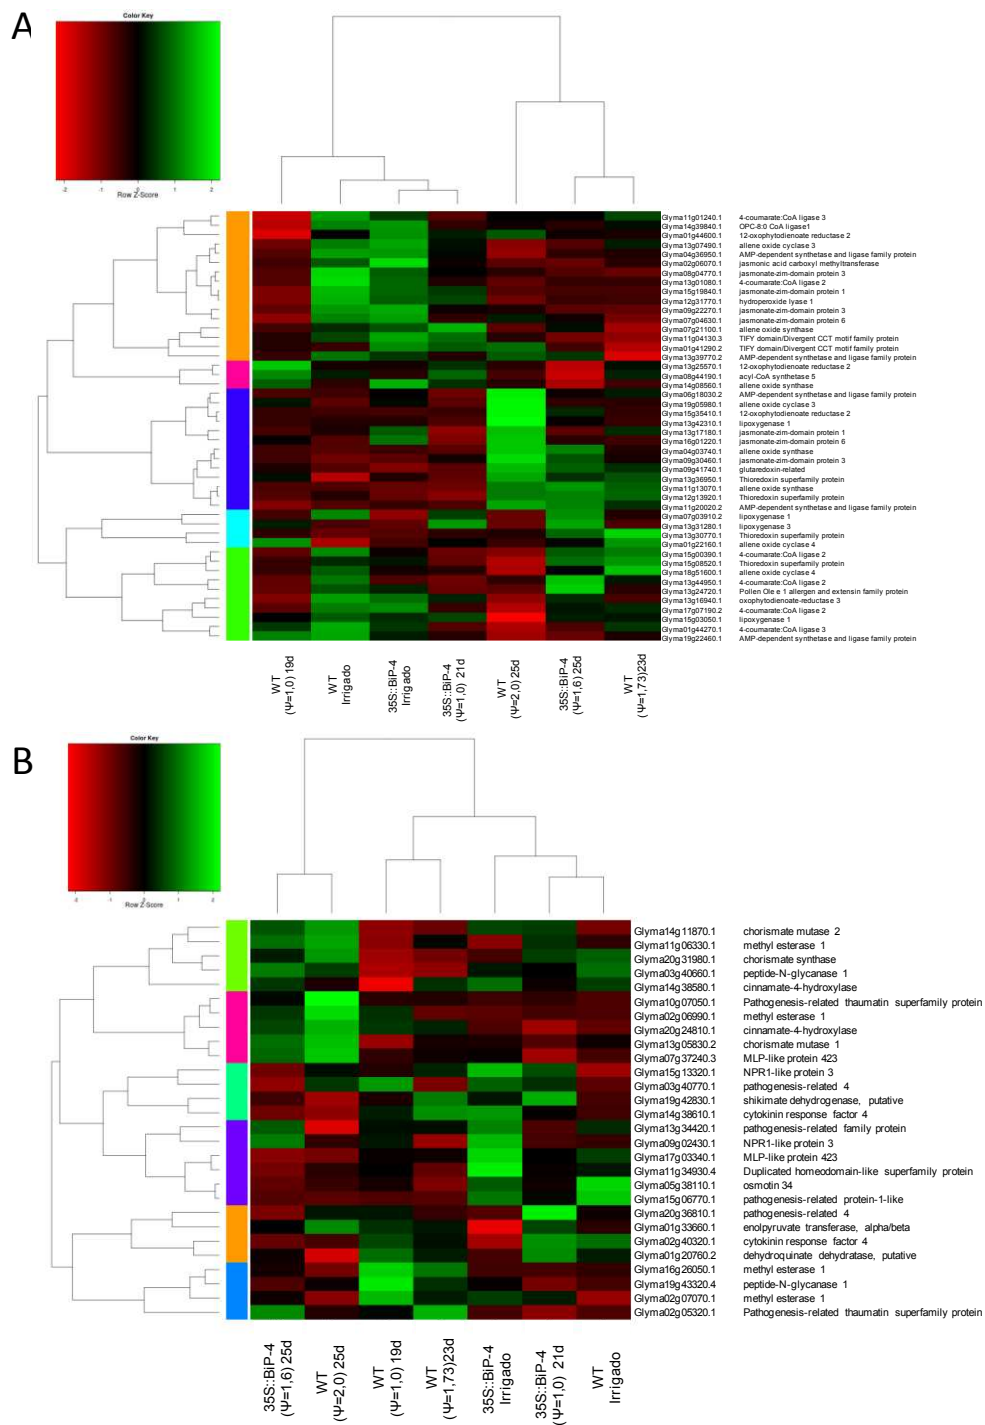 A
Color Key
-2 -1 0 1 2
Row Z-Score
Glyma11g01240.1 4-coumarate:CoA ligase 3
Glyma14g39840.1 OPC-8:0 CoA ligase1
Glyma01g44600.1 12-oxophytodienoate reductase 2
Glyma13g07490.1 allene oxide cyclase 3
Glyma04g36950.1 AMP-dependent synthetase and ligase family protein
Glyma02g06070.1 jasmonic acid carboxyl methyltransferase
Glyma08g04770.1 jasmonate-zim-domain protein 3
Glyma13g01080.1 4-coumarate:CoA ligase 2
Glyma15g19840.1 jasmonate-zim-domain protein 1
Glyma12g31770.1 hydroperoxide lyase 1
Glyma09g22270.1 jasmonate-zim-domain protein 3
Glyma07g04630.1 jasmonate-zim-domain protein 6
Glyma07g21100.1 allene oxide synthase
Glyma11g04130.3 TIFY domain/Divergent CCT motif family protein
Glyma01g41290.2 TIFY domain/Divergent CCT motif family protein
Glyma13g39770.2 AMP-dependent synthetase and ligase family protein
Glyma13g25570.1 12-oxophytodienoate reductase 2
Glyma08g44190.1 acyl-CoA synthetase 5
Glyma14g08560.1 allene oxide synthase
Glyma06g18030.2 AMP-dependent synthetase and ligase family protein
Glyma19g05980.1 allene oxide cyclase 3
Glyma15g35410.1 12-oxophytodienoate reductase 2
Glyma13g42310.1 lipoxygenase 1
Glyma13g17180.1 jasmonate-zim-domain protein 1
Glyma16g01220.1 jasmonate-zim-domain protein 6
Glyma04g03740.1 allene oxide synthase
Glyma09g30460.1 jasmonate-zim-domain protein 3
Glyma09g41740.1 glutaredoxin-related
Glyma13g36950.1 Thioredoxin superfamily protein
Glyma11g13070.1 allene oxide synthase
Glyma12g13920.1 Thioredoxin superfamily protein
Glyma11g20020.2 AMP-dependent synthetase and ligase family protein
Glyma07g03910.2 lipoxygenase 1
Glyma13g31280.1 lipoxygenase 3
Glyma13g30770.1 Thioredoxin superfamily protein
Glyma01g22160.1 allene oxide cyclase 4
Glyma15g00390.1 4-coumarate:CoA ligase 2
Glyma15g08520.1 Thioredoxin superfamily protein
Glyma18g51600.1 allene oxide cyclase 4
Glyma13g44950.1 4-coumarate:CoA ligase 2
Glyma13g24720.1 Pollen Ole e 1 allergen and extensin family protein
Glyma13g16940.1 oxophytodienoate-reductase 3
Glyma17g07190.2 4-coumarate:CoA ligase 2
Glyma15g03050.1 lipoxygenase 1
Glyma01g44270.1 4-coumarate:CoA ligase 3
Glyma19g22460.1 AMP-dependent synthetase and ligase family protein
WT
(Ψ=1,0) 19d
WT
Irrigado
35S::BiP-4
Irrigado
35S::BiP-4
(Ψ=1,0) 21d
WT
(Ψ=2,0) 25d
35S::BiP-4
(Ψ=1,6) 25d
WT
(Ψ=1,73)23d
B
Color Key
-2 -1 0 1 2
Row Z-Score
Glyma14g11870.1 chorismate mutase 2
Glyma11g06330.1 methyl esterase 1
Glyma20g31980.1 chorismate synthase
Glyma03g40660.1 peptide-N-glycanase 1
Glyma14g38580.1 cinnamate-4-hydroxylase
Glyma10g07050.1 Pathogenesis-related thaumatin superfamily protein
Glyma02g06990.1 methyl esterase 1
Glyma20g24810.1 cinnamate-4-hydroxylase
Glyma13g05830.2 chorismate mutase 1
Glyma07g37240.3 MLP-like protein 423
Glyma15g13320.1 NPR1-like protein 3
Glyma03g40770.1 pathogenesis-related 4
Glyma19g42830.1 shikimate dehydrogenase, putative
Glyma14g38610.1 cytokinin response factor 4
Glyma13g34420.1 pathogenesis-related family protein
Glyma09g02430.1 NPR1-like protein 3
Glyma17g03340.1 MLP-like protein 423
Glyma11g34930.4 Duplicated homeodomain-like superfamily protein
Glyma05g38110.1 osmotin 34
Glyma15g06770.1 pathogenesis-related protein-1-like
Glyma20g36810.1 pathogenesis-related 4
Glyma01g33660.1 enolpyruvate transferase, alpha/beta
Glyma02g40320.1 cytokinin response factor 4
Glyma01g20760.2 dehydroquinate dehydratase, putative
Glyma16g26050.1 methyl esterase 1
Glyma19g43320.4 peptide-N-glycanase 1
Glyma02g07070.1 methyl esterase 1
Glyma02g05320.1 Pathogenesis-related thaumatin superfamily protein
35S::BiP-4
(Ψ=1,6) 25d
WT
(Ψ=2,0) 25d
WT
(Ψ=1,0) 19d
WT
(Ψ=1,73)23d
35S::BiP-4
Irrigado
35S::BiP-4
(Ψ=1,0) 21d
WT
Irrigado